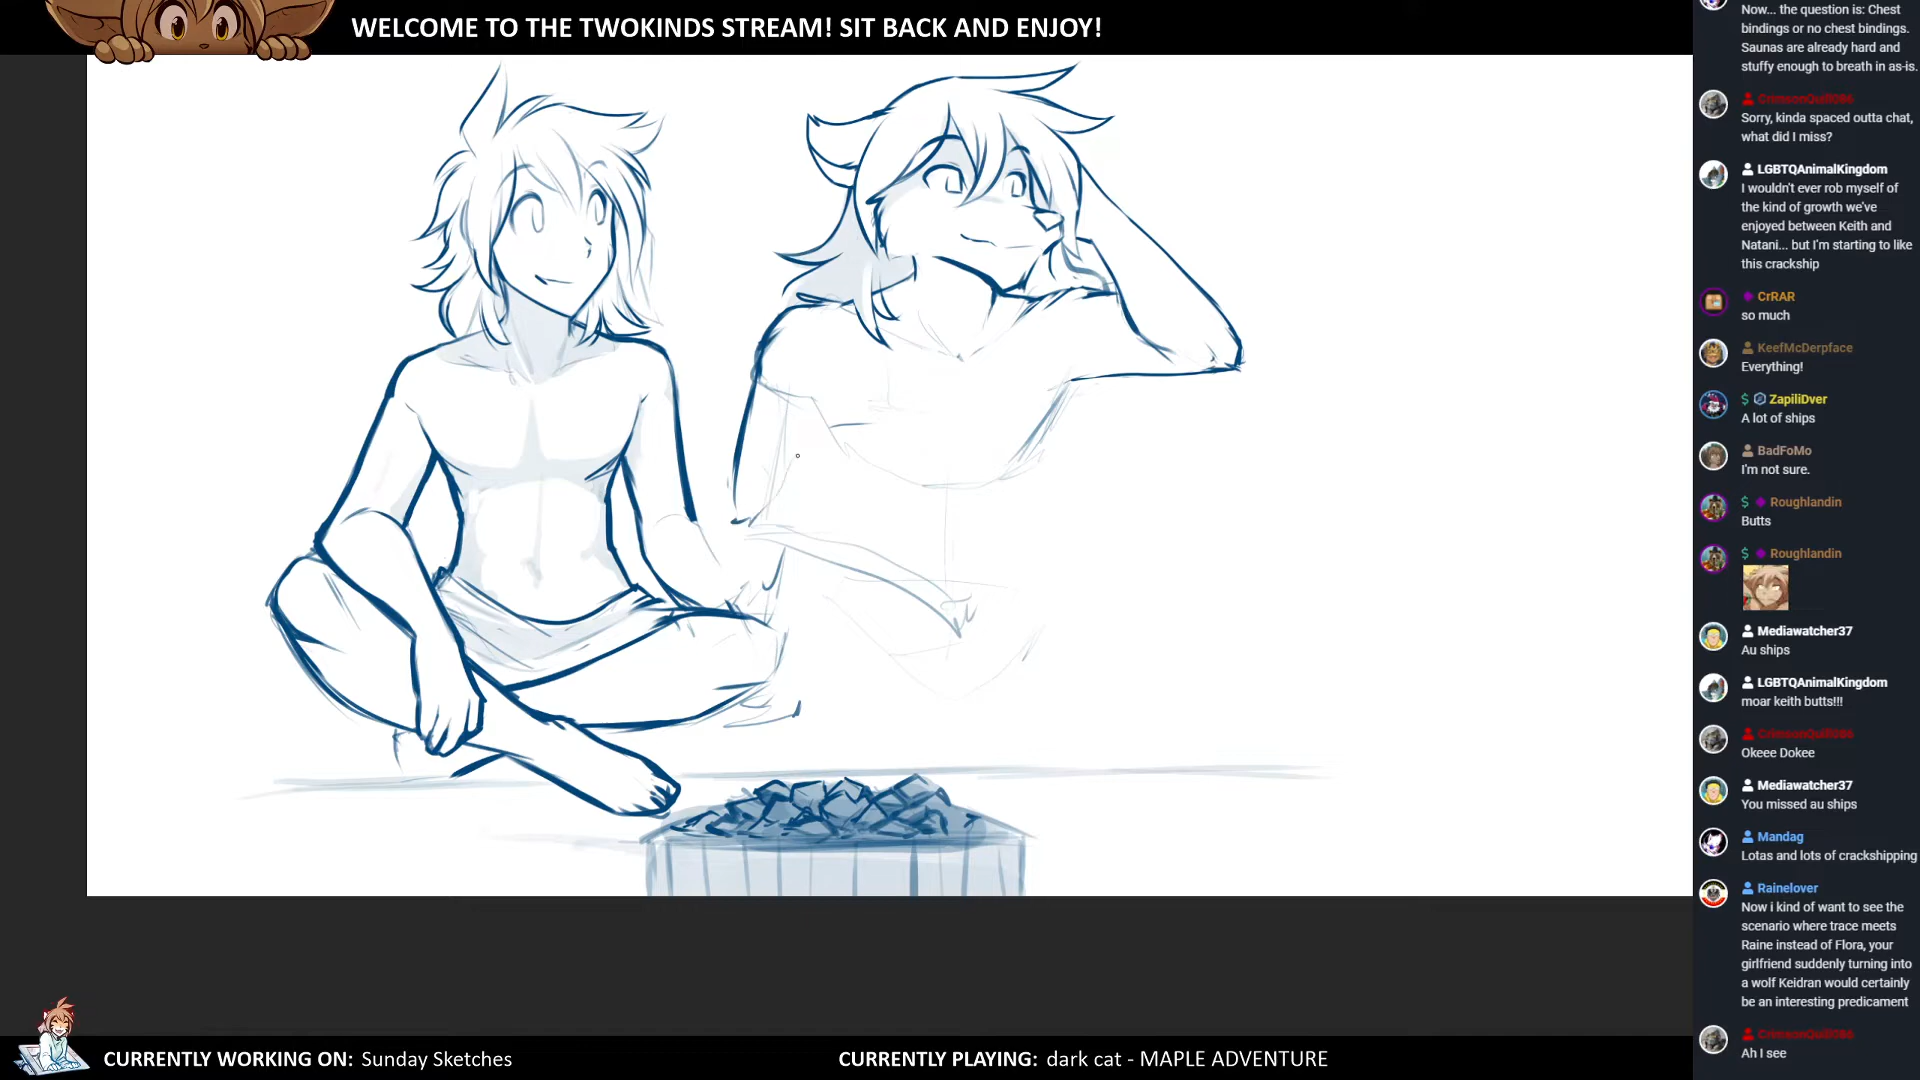 WELCOME TO THE TWOKINDS STREAM! SIT BACK AND ENJOY!
Now... the question is: Chest
bindings or no chest bindings.
Saunas are already hard and
stuffy enough to breath in as-is.
CrimsonQuill086
Sorry, kinda spaced outta chat,
what did I miss?
LGBTQAnimalKingdom
I wouldn't ever rob myself of
the kind of growth we've
enjoyed between Keith and
Natani... but I'm starting to like
this crackship
CrRAR
so much
KeefMcDerpface
Everything!
ZapiliDver
A lot of ships
BadFoMo
I'm not sure.
Roughlandin
Butts
Roughlandin
Mediawatcher37
Au ships
LGBTQAnimalKingdom
moar keith butts!!!
CrimsonQuill086
Okeee Dokee
Mediawatcher37
You missed au ships
Mandag
Lotas and lots of crackshipping
Rainelover
Now i kind of want to see the
scenario where trace meets
Raine instead of Flora, your
girlfriend suddenly turning into
a wolf Keidran would certainly
be an interesting predicament
CrimsonQuill086
Ah I see
CURRENTLY WORKING ON: Sunday Sketches
CURRENTLY PLAYING: dark cat - MAPLE ADVENTURE